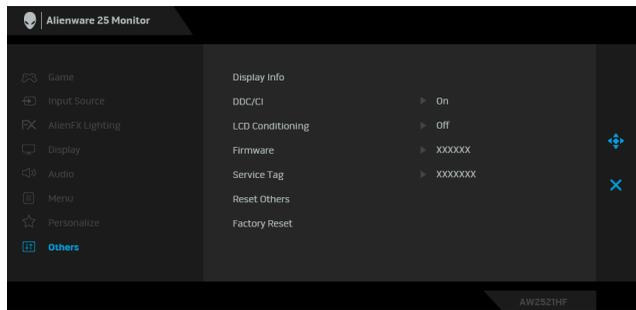 Alienware 25 Monitor
Game
Input Source
AlienFX Lighting
Display
Audio
Menu
Personalize
Others
Display Info
DDC/CI On
LCD Conditioning Off
Firmware XXXXXX
Service Tag XXXXXXX
Reset Others
Factory Reset
AW2521HF